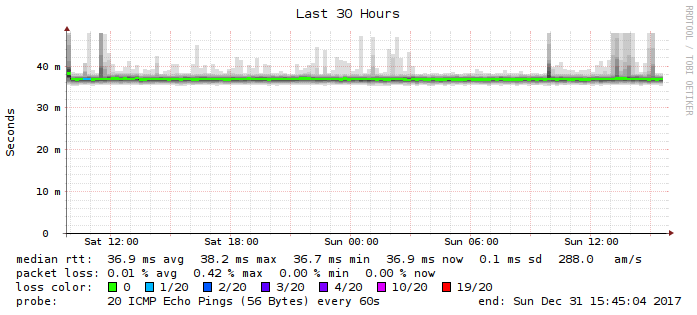 Last 30 Hours
RRDTOOL / TOBI OETIKER
Seconds
40 m
30 m
20 m
10 m
0
Sat 12:00 Sat 18:00 Sun 00:00 Sun 06:00 Sun 12:00
median rtt: 36.9 ms avg 38.2 ms max 36.7 ms min 36.9 ms now 0.1 ms sd 288.0 am/s
packet loss: 0.01 % avg 0.42 % max 0.00 % min 0.00 % now
loss color: 0 1/20 2/20 3/20 4/20 10/20 19/20
probe: 20 ICMP Echo Pings (56 Bytes) every 60s end: Sun Dec 31 15:45:04 2017